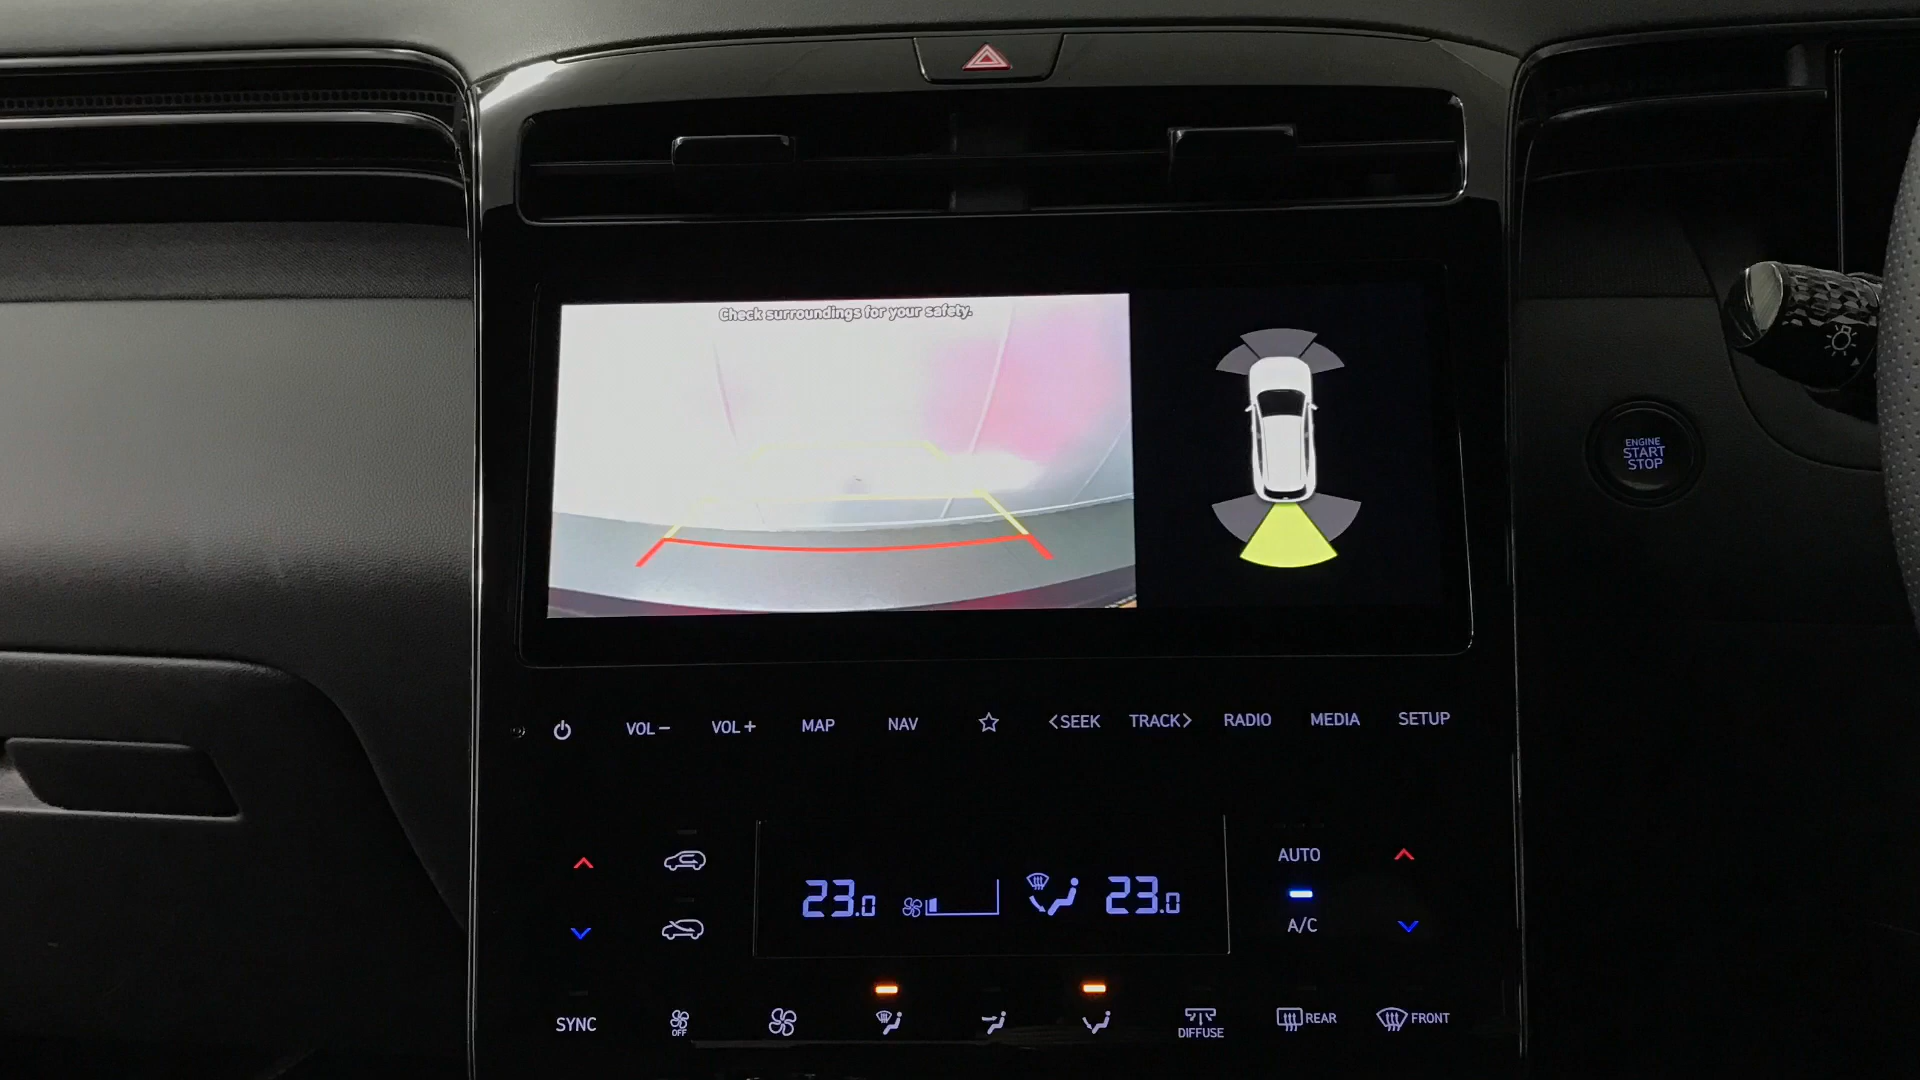 Check surroundings for your safety.
ENGINE
START
STOP
VOL− VOL+ MAP NAV <SEEK TRACK> RADIO MEDIA SETUP
AUTO
23.0 23.0
A/C
SYNC OFF DIFFUSE REAR FRONT